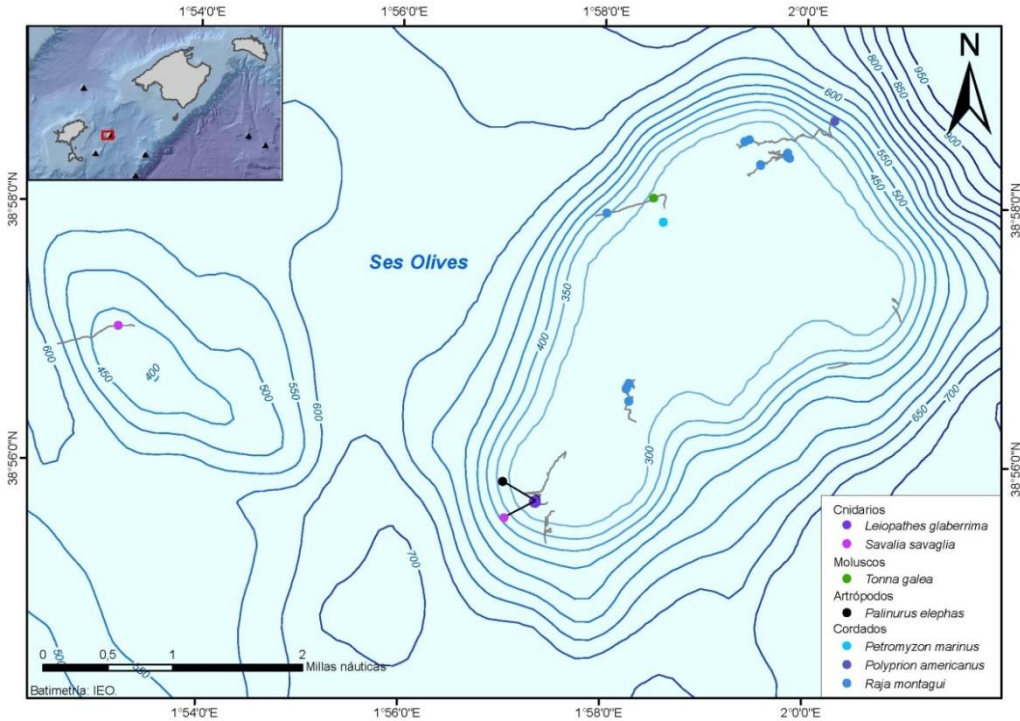 1°54'0"E
1°56'0"E
1°58'0"E
2°0'0"E
N
600
800
850
950
900
550
450
500
38°58'0"N
38°58'0"N
Ses Olives
350
400
600
450
400
500
550
600
650
700
300
38°56'0"N
38°56'0"N
700
500
550
Cnidarios
Leiopathes glaberrima
Savalia savaglia
Moluscos
Tonna galea
Artrópodos
Palinurus elephas
Cordados
Petromyzon marinus
Polyprion americanus
Raja montagui
0 0,5 1 2
Millas náuticas
Batimetría: IEO.
1°54'0"E
1°56'0"E
1°58'0"E
2°0'0"E